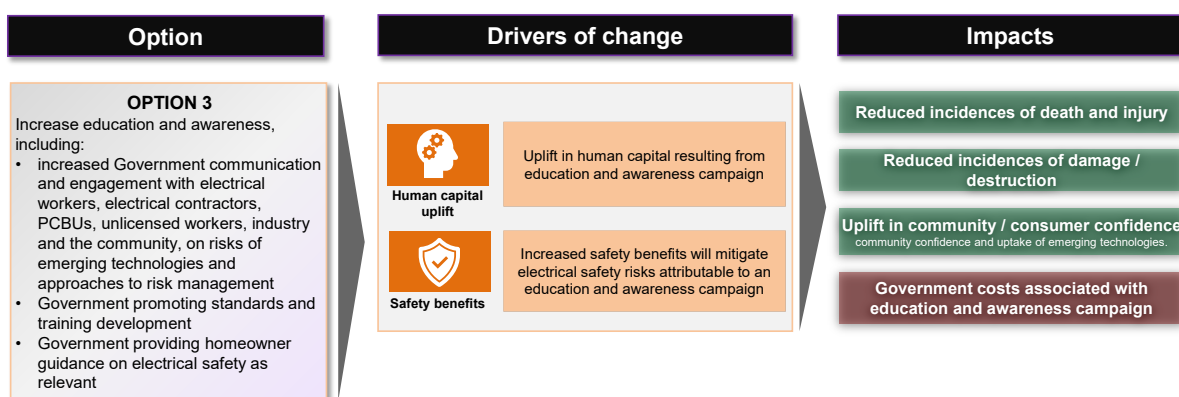 Option
Drivers of change
Impacts
OPTION 3
Increase education and awareness,
including:
• increased Government communication
and engagement with electrical
workers, electrical contractors,
PCBUs, unlicensed workers, industry
and the community, on risks of
emerging technologies and
approaches to risk management
• Government promoting standards and
training development
• Government providing homeowner
guidance on electrical safety as
relevant
Human capital
uplift
Uplift in human capital resulting from
education and awareness campaign
Safety benefits
Increased safety benefits will mitigate
electrical safety risks attributable to an
education and awareness campaign
Reduced incidences of death and injury
Reduced incidences of damage /
destruction
Uplift in community / consumer confidence
community confidence and uptake of emerging technologies.
Government costs associated with
education and awareness campaign